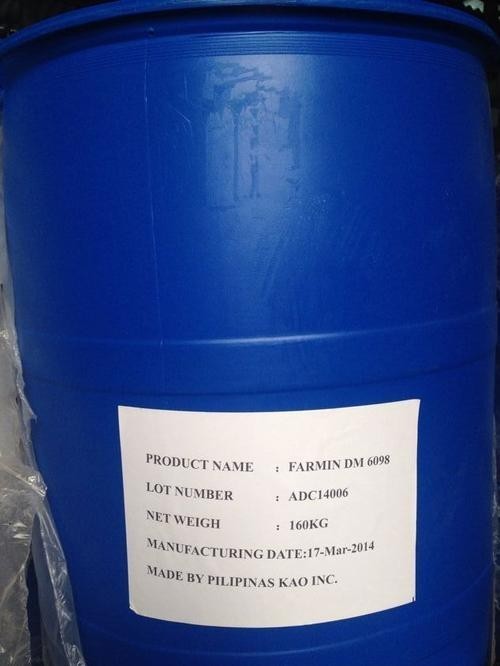 PRODUCT NAME : FARMIN DM 6098
LOT NUMBER : ADC14006
NET WEIGH : 160KG
MANUFACTURING DATE:17-Mar-2014
MADE BY PILIPINAS KAO INC.